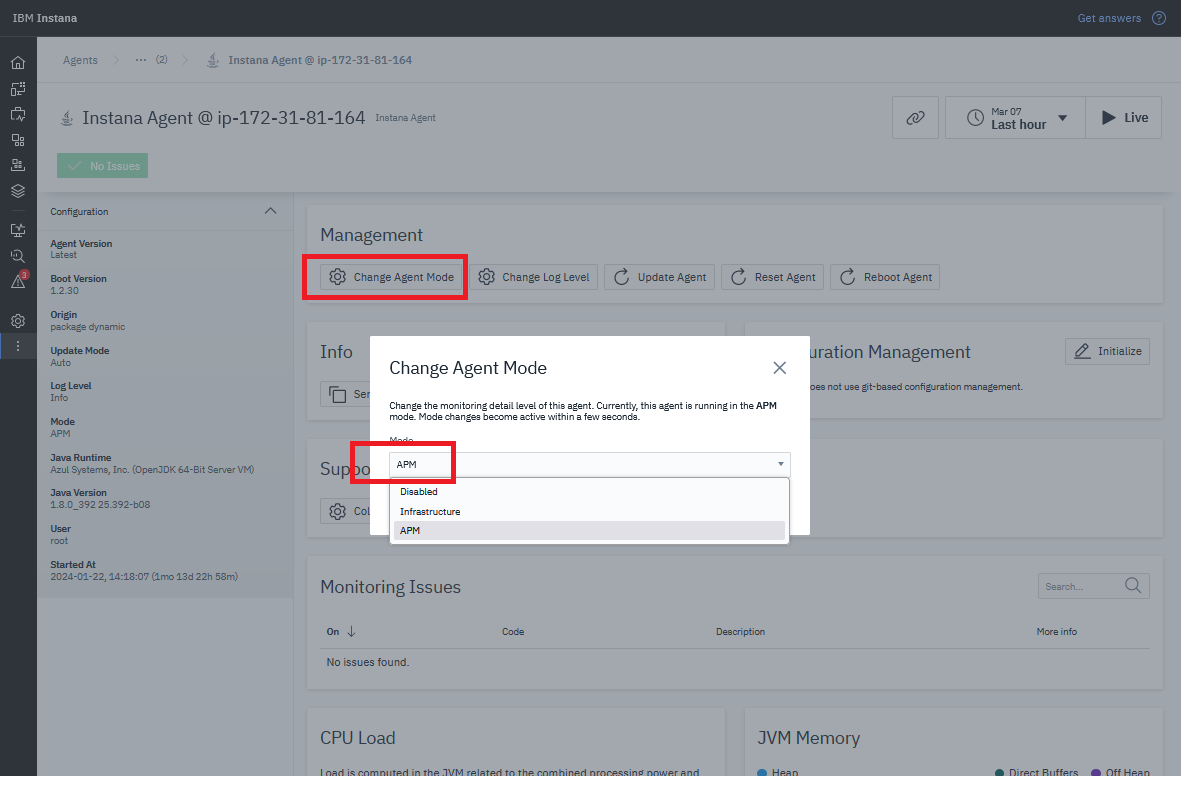 IBM Instana
Get answers
Agents
... (2)
Instana Agent @ ip-172-31-81-164
Instana Agent @ ip-172-31-81-164
Instana Agent
Mar 07
Last hour
Live
No Issues
3
Configuration
Agent Version
Latest
Boot Version
1.2.30
Origin
package dynamic
Update Mode
Auto
Log Level
Info
Mode
APM
Java Runtime
Azul Systems, Inc. (OpenJDK 64-Bit Server VM)
Java Version
1.8.0_392 25.392-b08
User
root
Started At
2024-01-22, 14:18:07 (1mo 13d 22h 58m)
Management
Change Agent Mode
Change Log Level
Update Agent
Reset Agent
Reboot Agent
Info
uration Management
Initialize
oes not use git-based configuration management.
Change Agent Mode
Change the monitoring detail level of this agent. Currently, this agent is running in the APM
mode. Mode changes become active within a few seconds.
Mode
APM
Disabled
Infrastructure
APM
Suppo
Col
Monitoring Issues
Search...
On
Code
Description
More info
No issues found.
CPU Load
Load is computed in the JVM related to the combined processing power and
JVM Memory
Heap
Direct Buffers
Off Heap